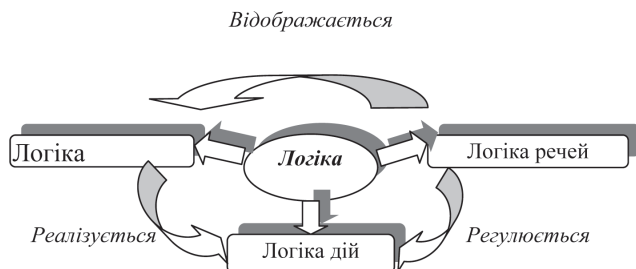 Відображається
Логіка
Логіка
Логіка речей
Реалізується
Логіка дій
Регулюється